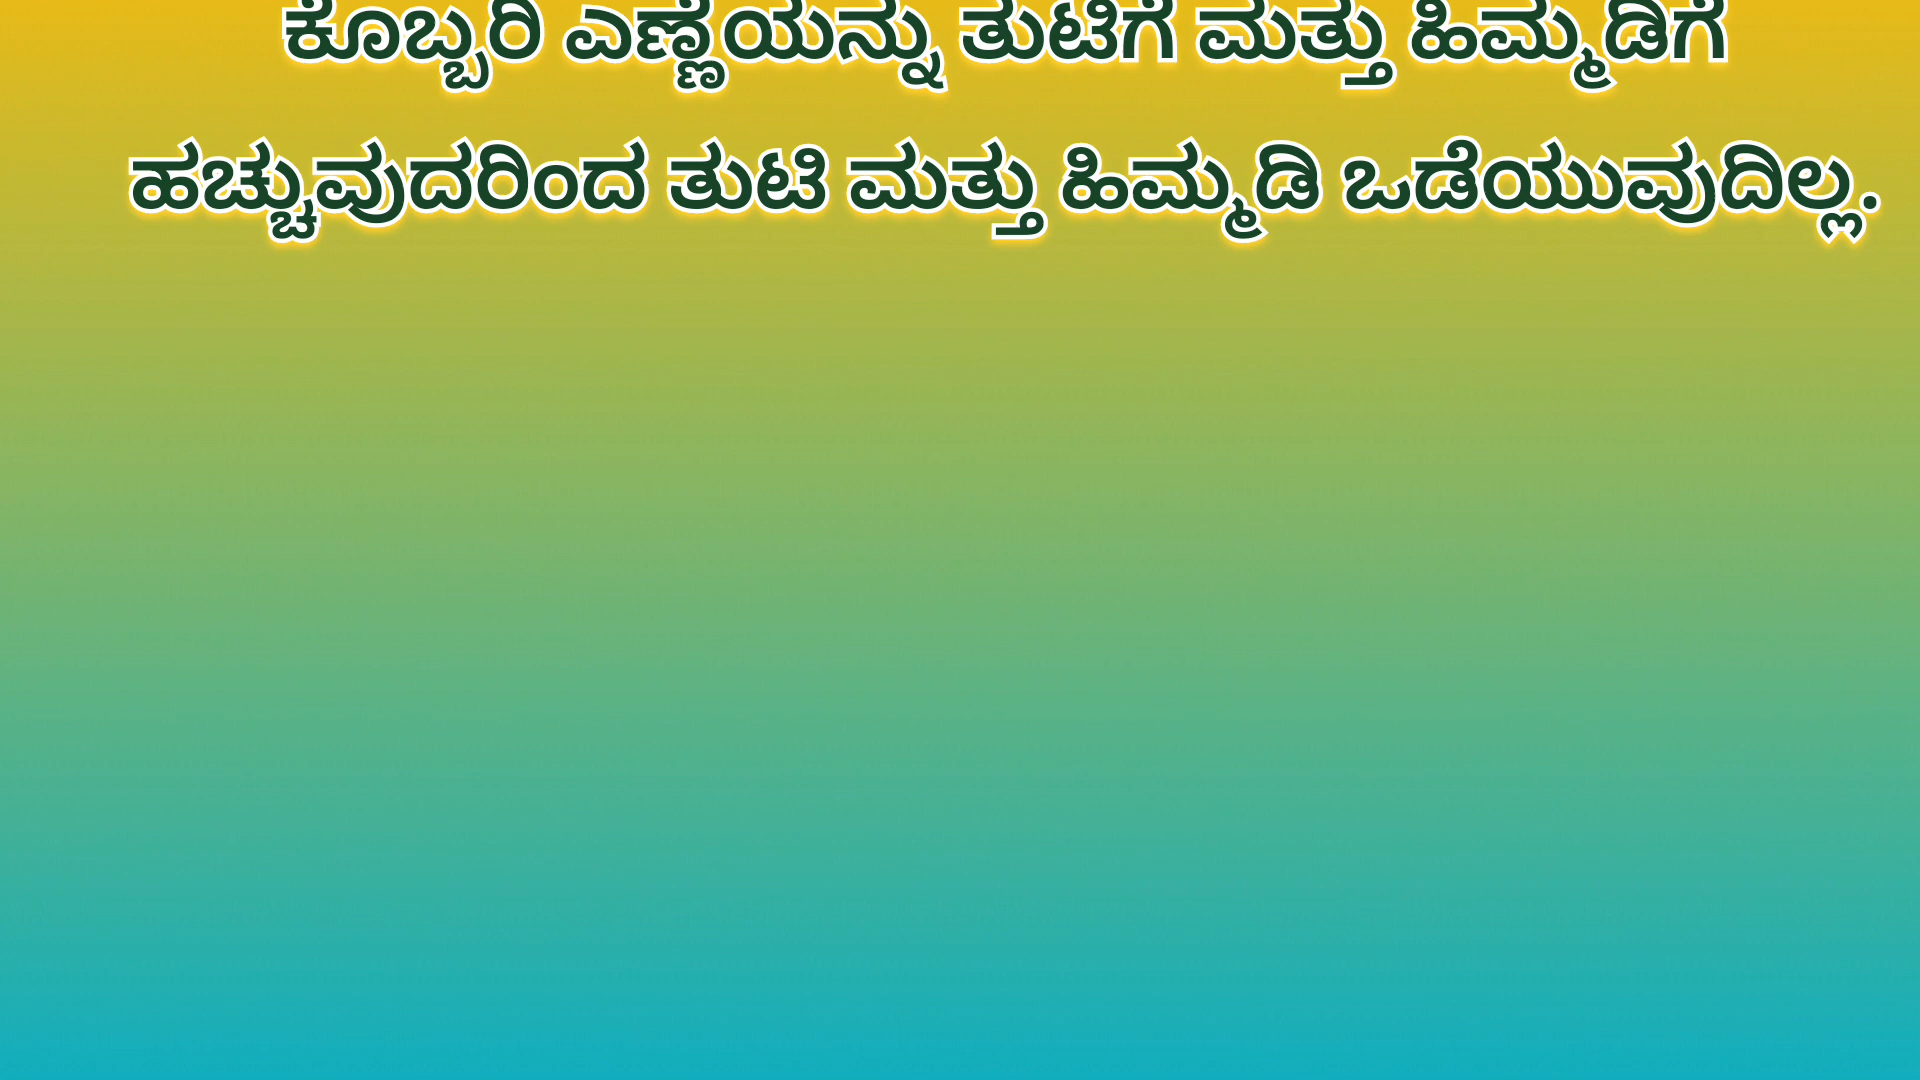 ಕೊಬ್ಬರಿ ಎಣ್ಣೆಯನ್ನು ತುಟಿಗೆ ಮತ್ತು ಹಿಮ್ಮಡಿಗೆ
ಹಚ್ಚುವುದರಿಂದ ತುಟಿ ಮತ್ತು ಹಿಮ್ಮಡಿ ಒಡೆಯುವುದಿಲ್ಲ.